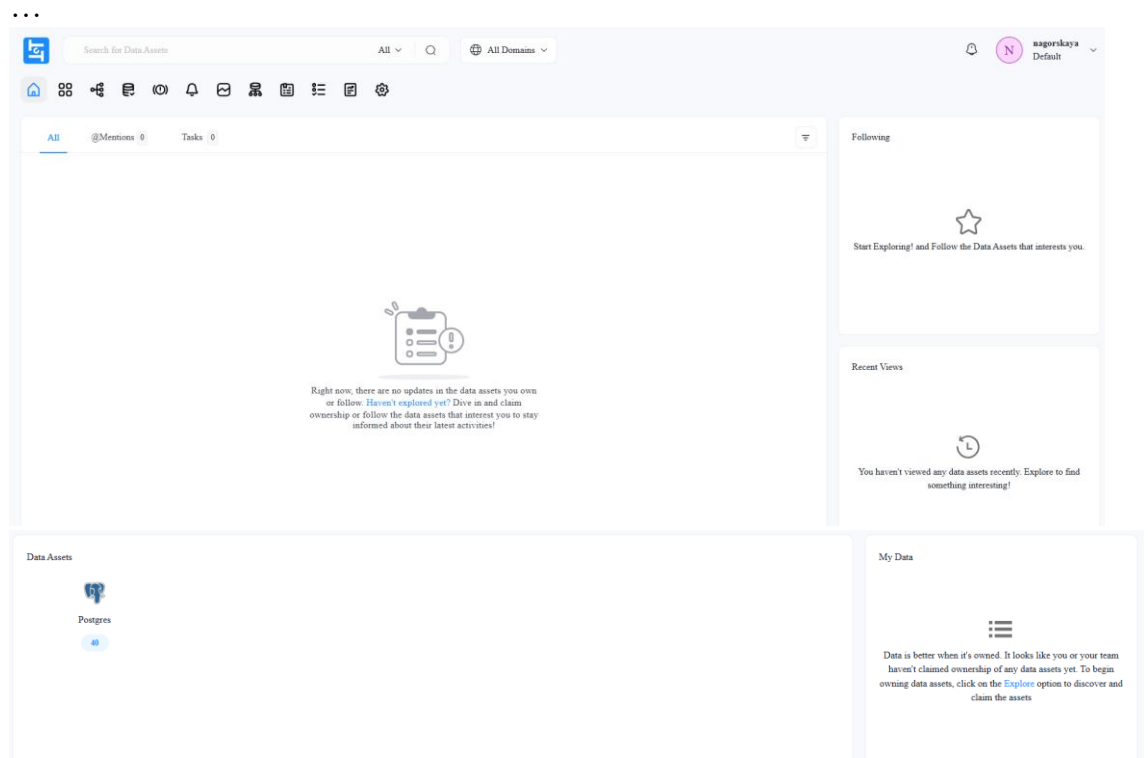 ...
Search for Data Assets
All
All Domains
N
nagorskaya
Default
All
@Mentions 0
Tasks 0
Following
Start Exploring! and Follow the Data Assets that interests you.
Right now, there are no updates in the data assets you own
or follow. Haven't explored yet? Dive in and claim
ownership or follow the data assets that interest you to stay
informed about their latest activities!
Recent Views
You haven't viewed any data assets recently. Explore to find
something interesting!
Data Assets
Postgres
40
My Data
Data is better when it's owned. It looks like you or your team
haven't claimed ownership of any data assets yet. To begin
owning data assets, click on the Explore option to discover and
claim the assets